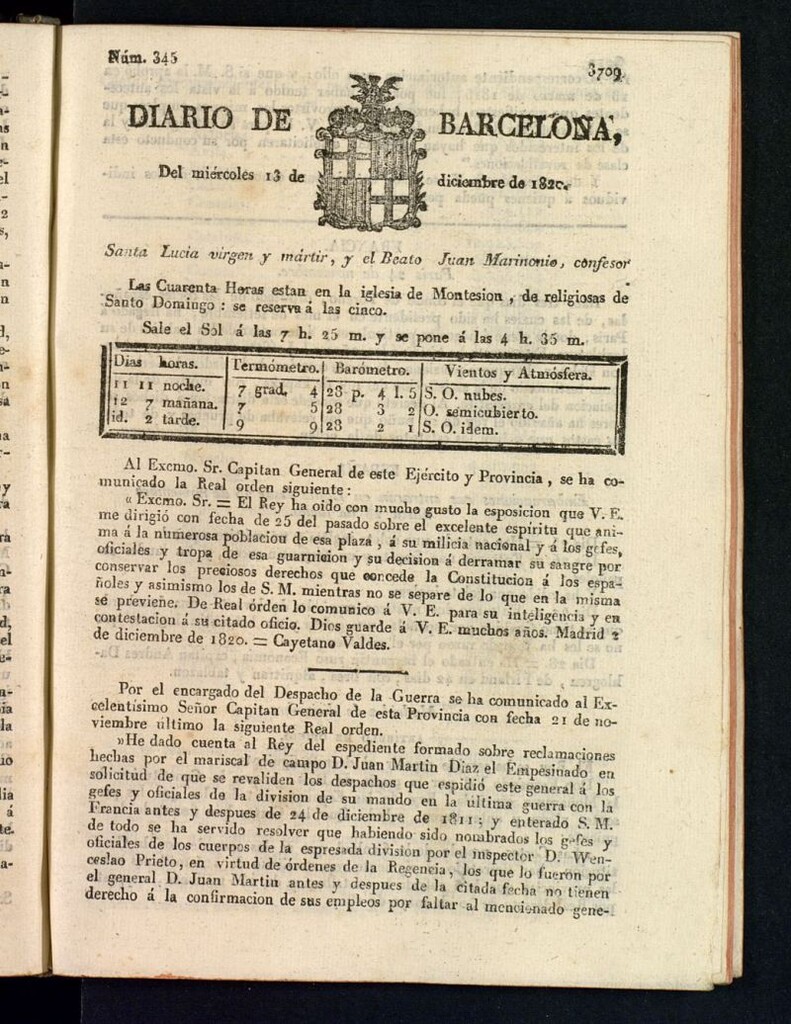 Núm. 345
3709
DIARIO DE BARCELONA,
Del miércoles 13 de diciembre de 1820.
Santa Lucia virgen y mártir, y el Beato Juan Marinonio, confesor
Las Cuarenta Horas estan en la iglesia de Montesion, de religiosas de
Santo Domingo: se reserva á las cinco.
Sale el Sol á las 7 h. 25 m. y se pone á las 4 h. 35 m.
Dias horas. Termómetro. Barómetro. Vientos y Atmósfera.
11 11 noche. 7 grad. 4 28 p. 4 l. 5 S. O. nubes.
12 7 mañana. 7 5 28 3 2 O. semicubierto.
id. 2 tarde. 9 9 28 2 1 S. O. idem.
Al Excmo. Sr. Capitan General de este Ejército y Provincia, se ha co-
municado la Real orden siguiente:
« Excmo. Sr. = El Rey ha oido con mucho gusto la esposicion que V. E.
me dirigió con fecha de 25 del pasado sobre el excelente espiritu que ani-
ma á la numerosa poblacion de esa plaza, á su milicia nacional y á los gefes,
oficiales y tropa de esa guarnicion y su decision á derramar su sangre por
conservar los preciosos derechos que concede la Constitucion á los espa-
ñoles y asimismo los de S. M. mientras no se separe de lo que en la misma
se previene. De Real órden lo comunico á V. E. para su inteligencia y en
contestacion á su citado oficio. Dios guarde á V. E. muchos años. Madrid 2
de diciembre de 1820. = Cayetano Valdes.
Por el encargado del Despacho de la Guerra se ha comunicado al Ex-
celentísimo Señor Capitan General de esta Provincia con fecha 21 de no-
viembre último la siguiente Real orden.
»He dado cuenta al Rey del espediente formado sobre reclamaciones
hechas por el mariscal de campo D. Juan Martin Diaz el Empesinado en
solicitud de que se revaliden los despachos que espidió este general á los
gefes y oficiales de la division de su mando en la última guerra con la
Francia antes y despues de 24 de diciembre de 1811; y enterado S. M.
de todo se ha servido resolver que habiendo sido nombrados los gefes y
oficiales de los cuerpos de la espresada division por el inspector D. Wen-
ceslao Prieto, en virtud de órdenes de la Regencia, los que lo fueron por
el general D. Juan Martin antes y despues de la citada fecha no tienen
derecho á la confirmacion de sus empleos por faltar al mencionado gene-